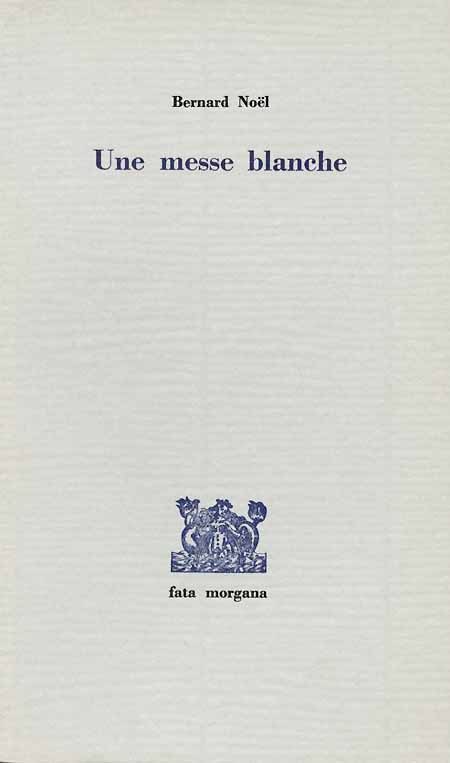 Bernard Noël
Une messe blanche
fata morgana